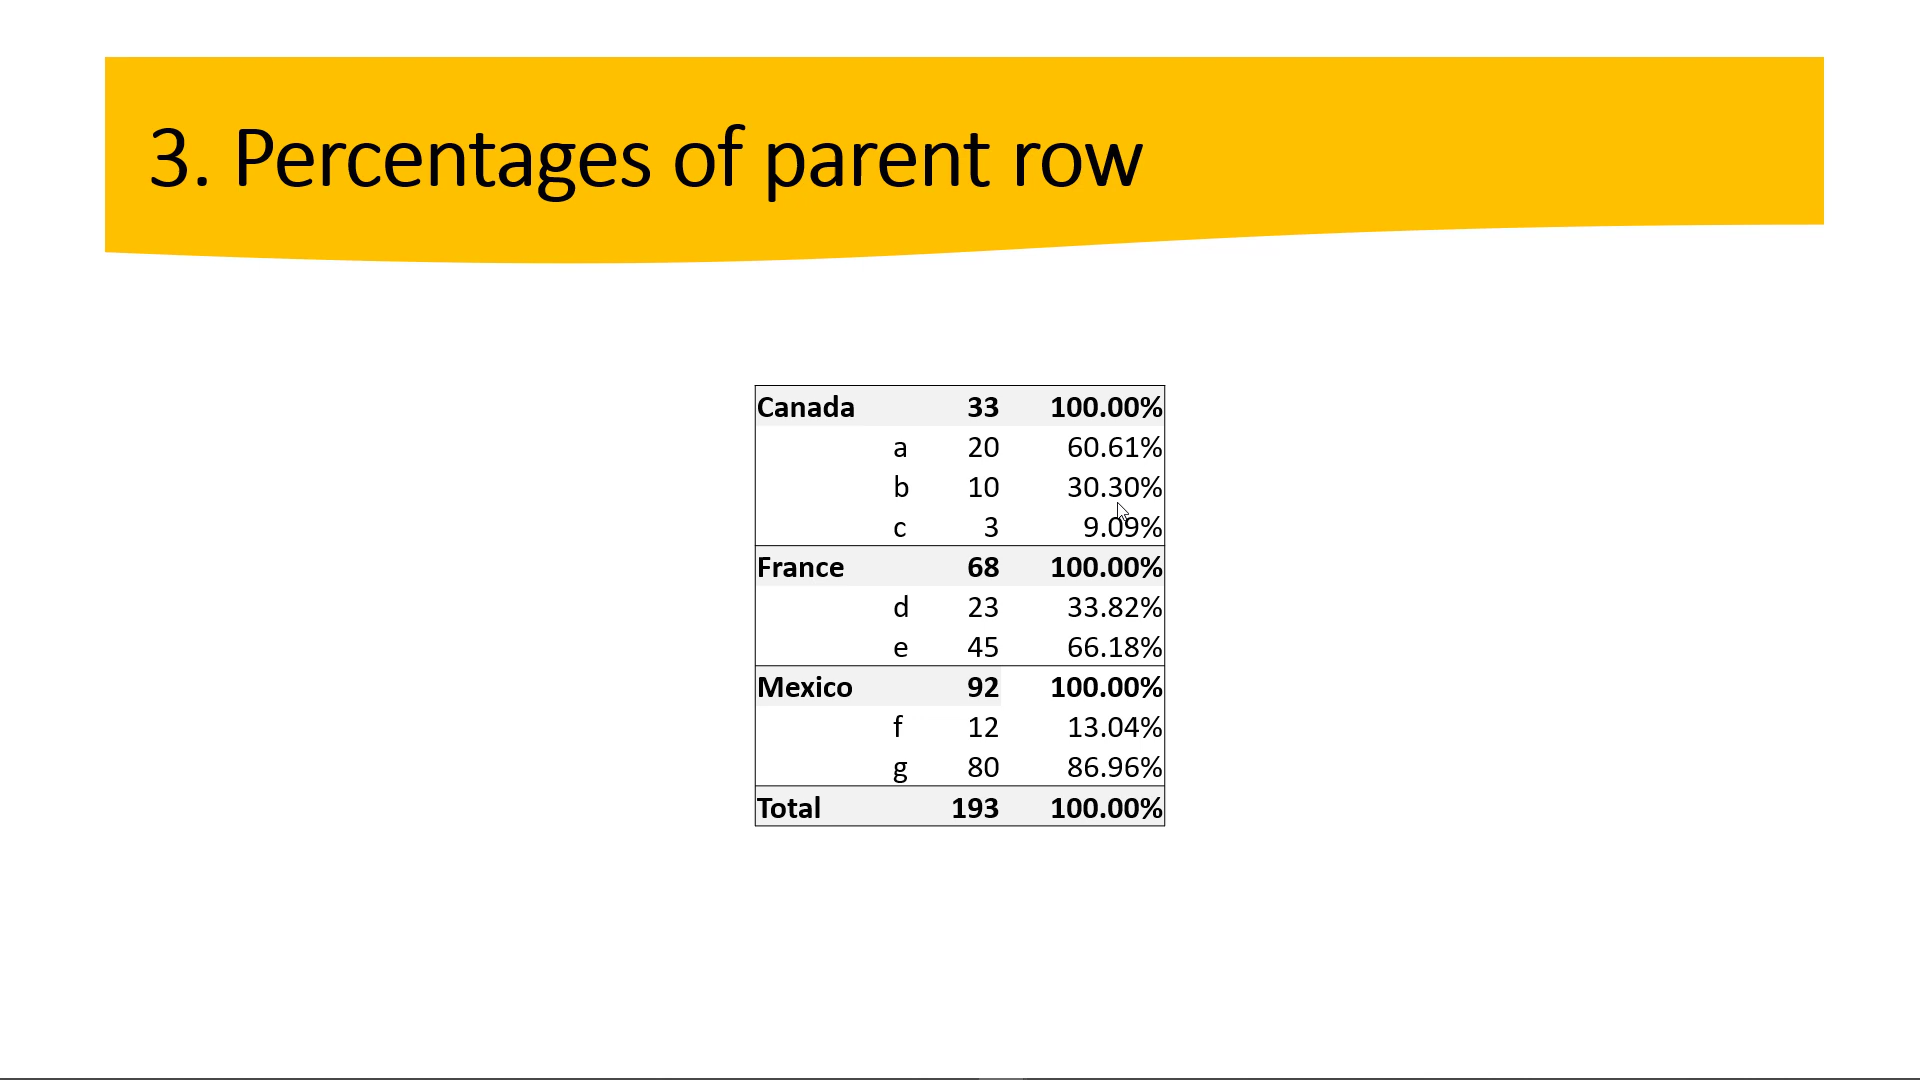 3. Percentages of parent row
Canada 33 100.00%
a 20 60.61%
b 10 30.30%
c 3 9.09%
France 68 100.00%
d 23 33.82%
e 45 66.18%
Mexico 92 100.00%
f 12 13.04%
g 80 86.96%
Total 193 100.00%